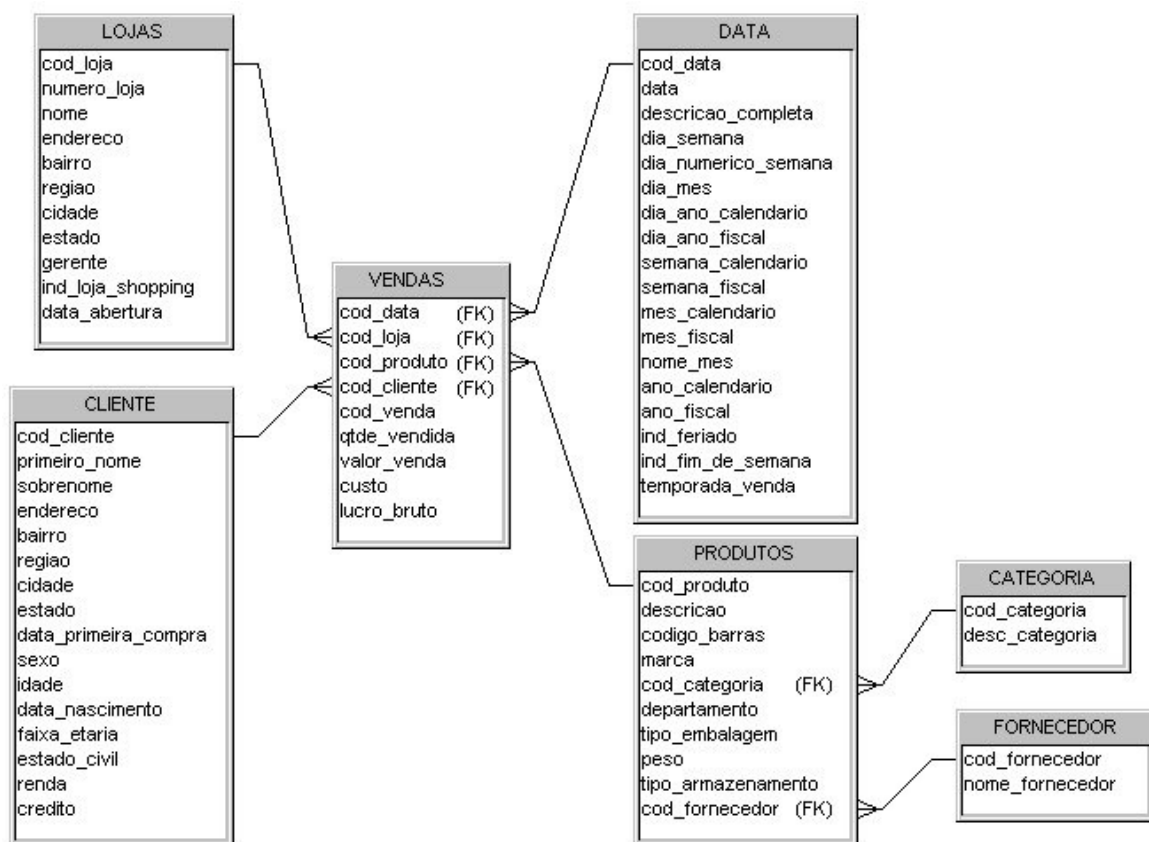 LOJAS
cod_loja
numero_loja
nome
endereco
bairro
regiao
cidade
estado
gerente
ind_loja_shopping
data_abertura
CLIENTE
cod_cliente
primeiro_nome
sobrenome
endereco
bairro
regiao
cidade
estado
data_primeira_compra
sexo
idade
data_nascimento
faixa_etaria
estado_civil
renda
credito
VENDAS
cod_data (FK)
cod_loja (FK)
cod_produto (FK)
cod_cliente (FK)
cod_venda
qtde_vendida
valor_venda
custo
lucro_bruto
DATA
cod_data
data
descricao_completa
dia_semana
dia_numerico_semana
dia_mes
dia_ano_calendario
dia_ano_fiscal
semana_calendario
semana_fiscal
mes_calendario
mes_fiscal
nome_mes
ano_calendario
ano_fiscal
ind_feriado
ind_fim_de_semana
temporada_venda
PRODUTOS
cod_produto
descricao
codigo_barras
marca
cod_categoria (FK)
departamento
tipo_embalagem
peso
tipo_armazenamento
cod_fornecedor (FK)
CATEGORIA
cod_categoria
desc_categoria
FORNECEDOR
cod_fornecedor
nome_fornecedor